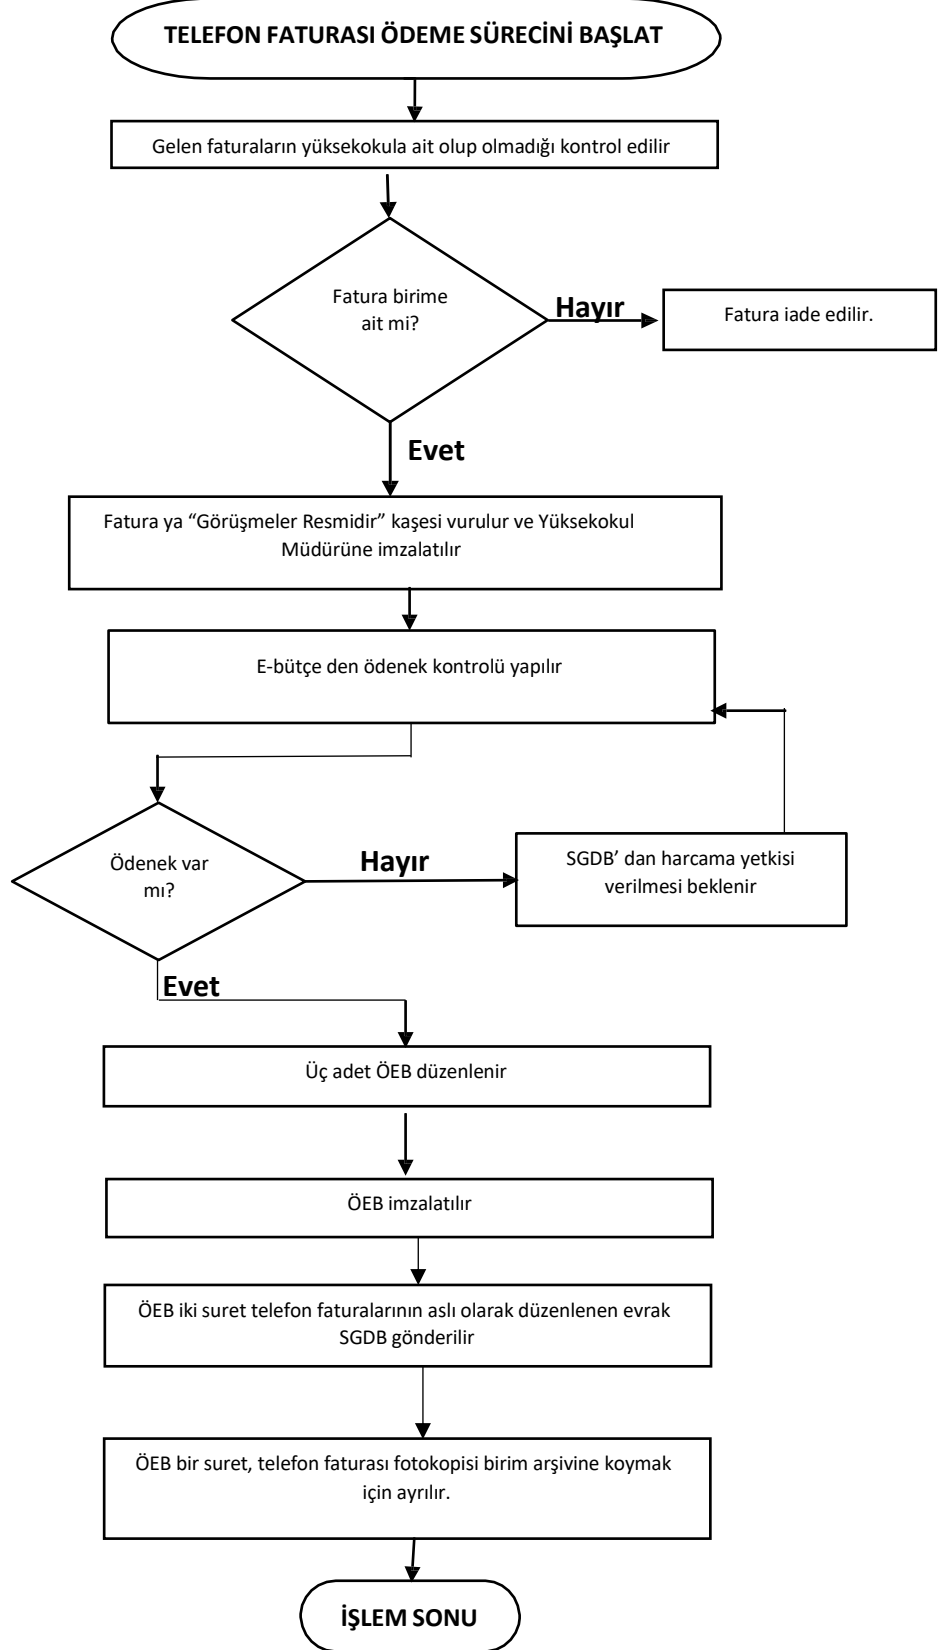 TELEFON FATURASI ÖDEME SÜRECİNİ BAŞLAT
Gelen faturaların yüksekokula ait olup olmadığı kontrol edilir
Fatura birime
ait mi?
Hayır
Fatura iade edilir.
Evet
Fatura ya “Görüşmeler Resmidir” kaşesi vurulur ve Yüksekokul
Müdürüne imzalatılır
E-bütçe den ödenek kontrolü yapılır
Ödenek var
mı?
Hayır
SGDB’ dan harcama yetkisi
verilmesi beklenir
Evet
Üç adet ÖEB düzenlenir
ÖEB imzalatılır
ÖEB iki suret telefon faturalarının aslı olarak düzenlenen evrak
SGDB gönderilir
ÖEB bir suret, telefon faturası fotokopisi birim arşivine koymak
için ayrılır.
İŞLEM SONU